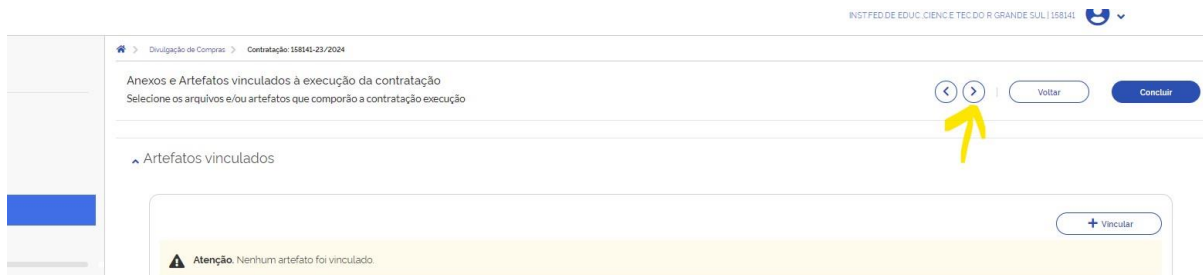 INST.FED.DE EDUC.,CIENC.E TEC.DO R GRANDE SUL | 158141
> Divulgação de Compras > Contratação: 158141-23/2024
Anexos e Artefatos vinculados à execução da contratação
Selecione os arquivos e/ou artefatos que comporão a contratação execução
Voltar
Concluir
Artefatos vinculados
+ Vincular
Atenção. Nenhum artefato foi vinculado.